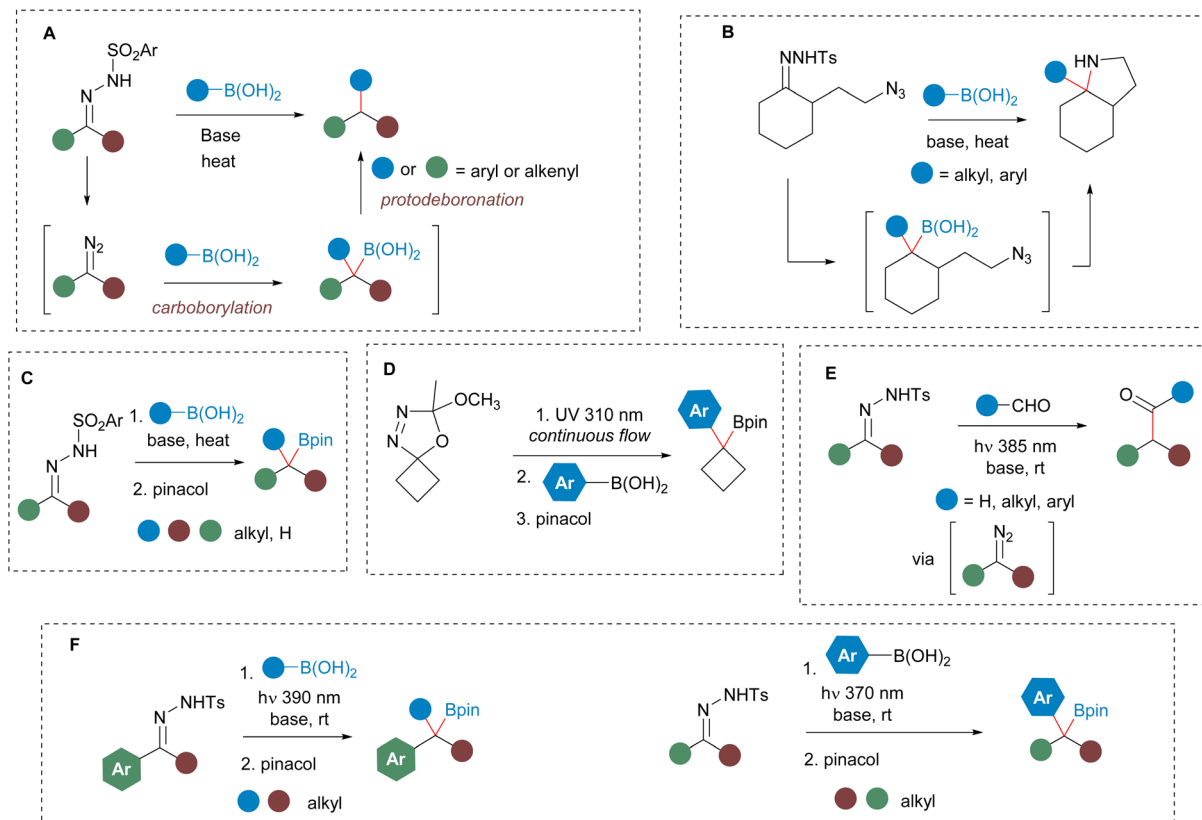 A
SO2Ar
NH
N
B(OH)2
Base
heat
or = aryl or alkenyl
protodeboronation
N2
B(OH)2
carboborylation
B(OH)2
B
NNHTs
N3
B(OH)2
base, heat
= alkyl, aryl
HN
B(OH)2
N3
C
SO2Ar
NH
N
1. B(OH)2
base, heat
2. pinacol
Bpin
alkyl, H
D
N
N
OCH3
O
1. UV 310 nm
continuous flow
2. Ar B(OH)2
3. pinacol
Ar
Bpin
E
NHTs
N
CHO
hν 385 nm
base, rt
O
= H, alkyl, aryl
via
N2
F
NHTs
N
Ar
1. B(OH)2
hν 390 nm
base, rt
2. pinacol
alkyl
Bpin
Ar
NHTs
N
1. Ar B(OH)2
hν 370 nm
base, rt
2. pinacol
alkyl
Ar
Bpin